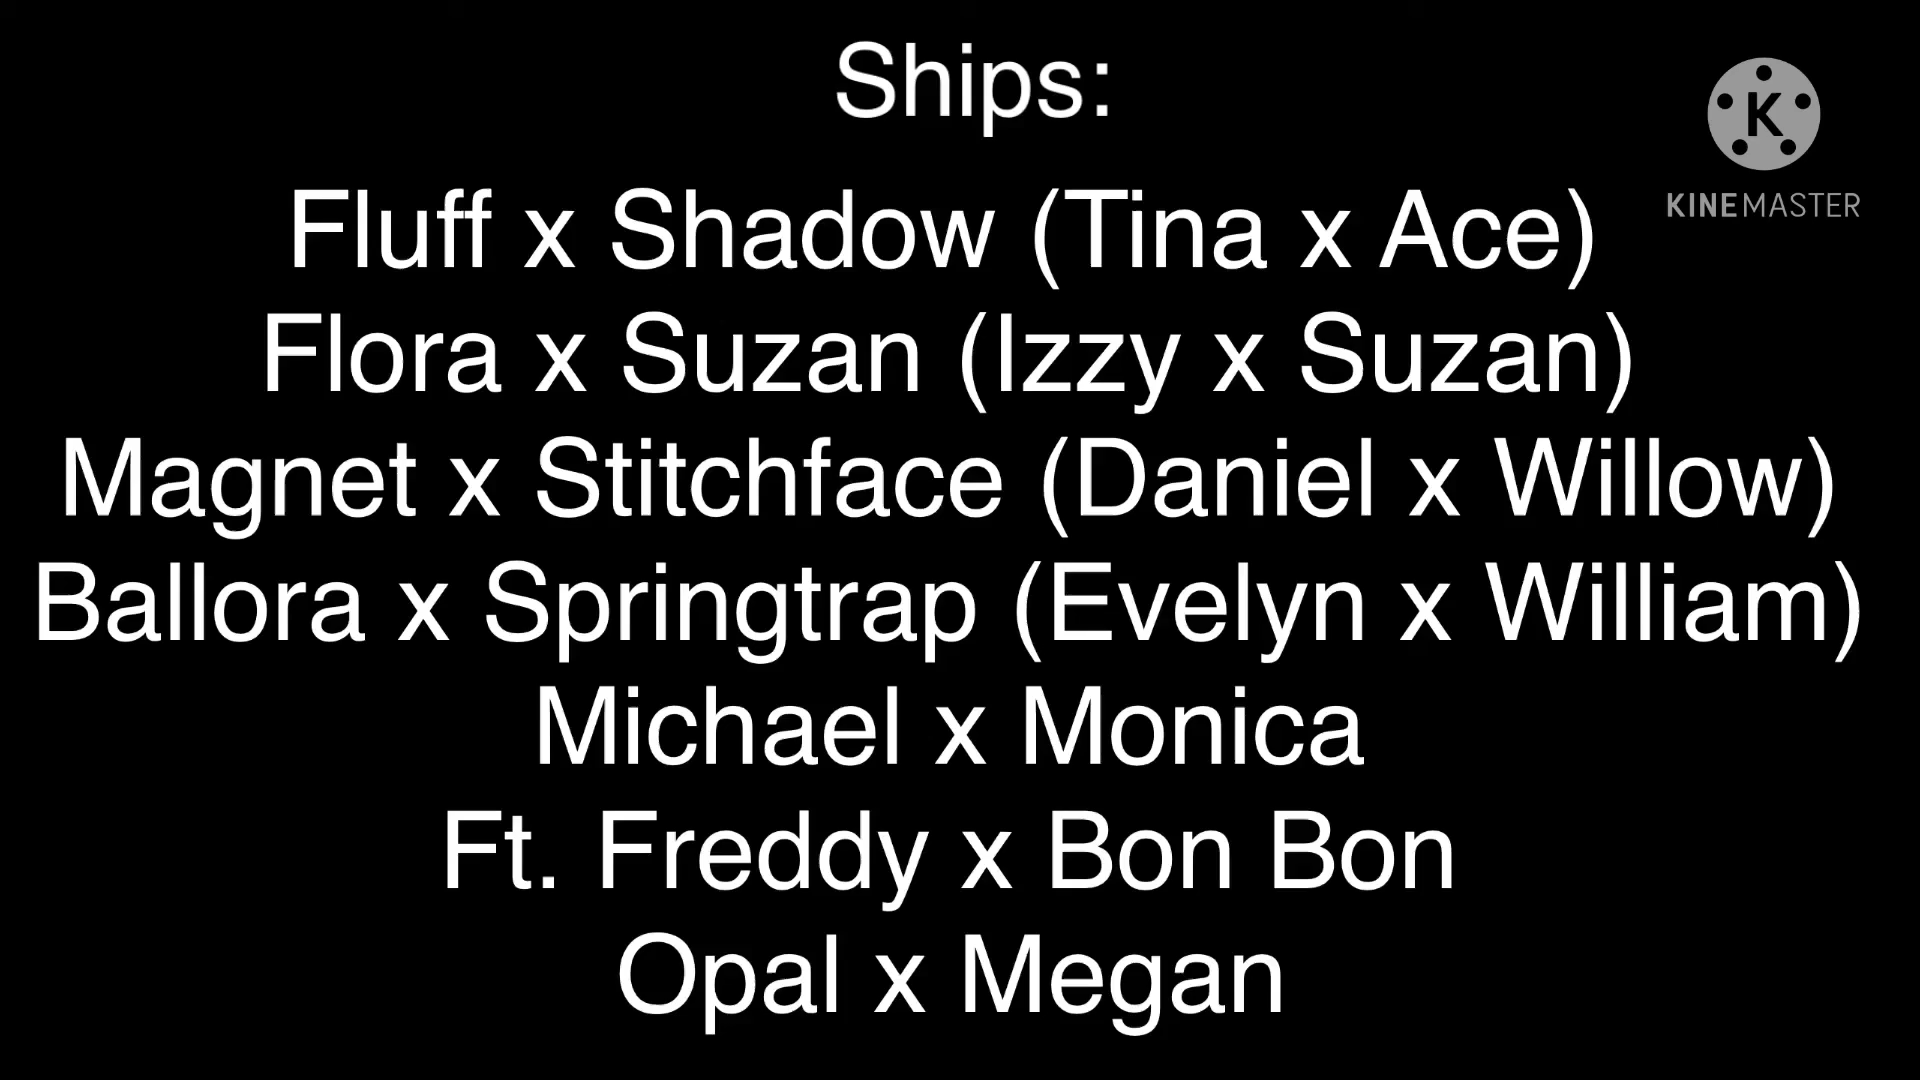 Ships:
Fluff x Shadow (Tina x Ace)
Flora x Suzan (Izzy x Suzan)
Magnet x Stitchface (Daniel x Willow)
Ballora x Springtrap (Evelyn x William)
Michael x Monica
Ft. Freddy x Bon Bon
Opal x Megan
K
KINEMASTER